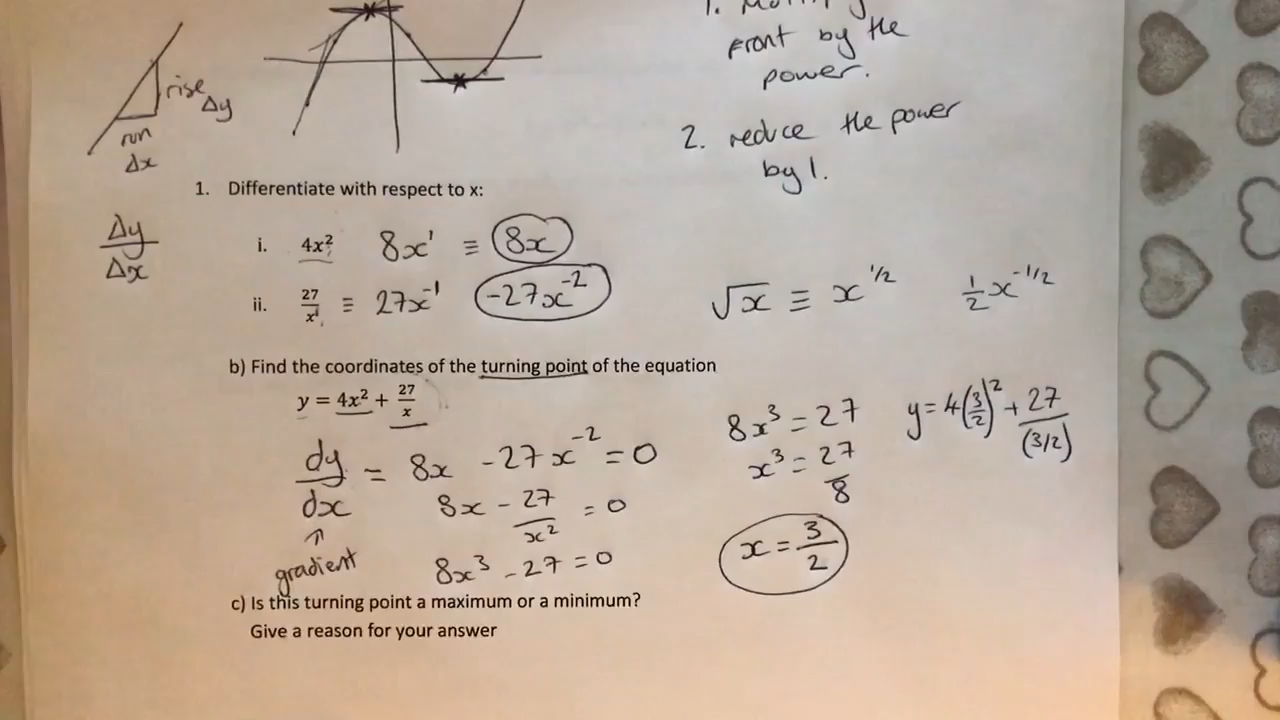 1.
front by the
power.
2. reduce the power
by 1.
rise
Δy
run
Δx
Δy
Δx
1. Differentiate with respect to x:
i. 4x² 8x¹ ≡ 8x
ii. 27/x¹ ≡ 27x⁻¹ -27x⁻²
√x ≡ x^1/2 ½x^-1/2
b) Find the coordinates of the turning point of the equation
y = 4x² + 27/x
dy/dx = 8x - 27x⁻² = 0
8x - 27/x² = 0
↑
gradient
8x³ - 27 = 0
8x³ = 27
x³ = 27/8
x = 3/2
y = 4(3/2)² + 27/(3/2)
c) Is this turning point a maximum or a minimum?
Give a reason for your answer